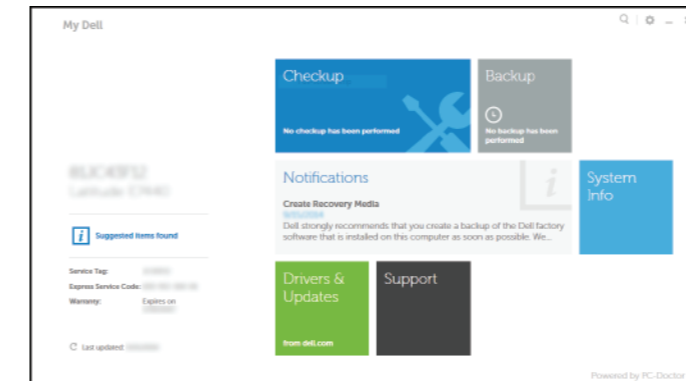 My Dell
Checkup
No checkup has been performed
Backup
No backup has been
performed
Notifications
Create Recovery Media
Dell strongly recommends that you create a backup of the Dell factory
software that is installed on this computer as soon as possible. We...
System
Info
Suggested items found
Service Tag:
Express Service Code:
Warranty: Expires on
Last updated:
Drivers &
Updates
from dell.com
Support
Powered by PC-Doctor